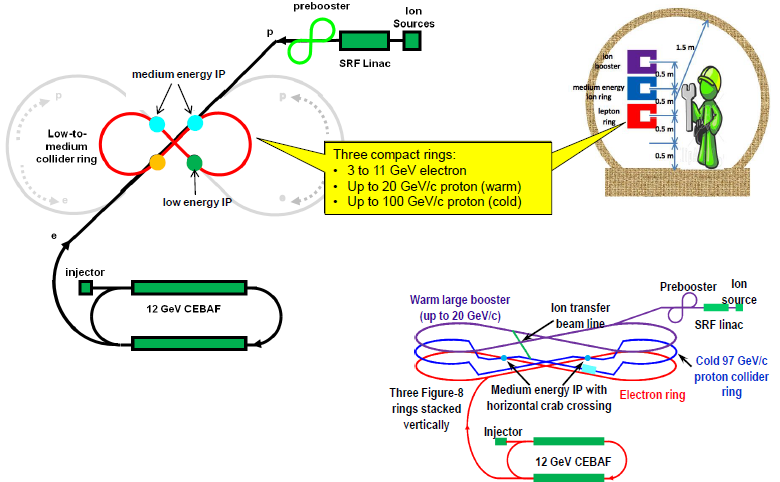 prebooster
Ion
Sources
p
SRF Linac
medium energy IP
p
p
Low-to-
medium
collider ring
e
e
low energy IP
e
injector
12 GeV CEBAF
Three compact rings:
• 3 to 11 GeV electron
• Up to 20 GeV/c proton (warm)
• Up to 100 GeV/c proton (cold)
1.5 m
Ion
booster
0.5 m
medium energy
Ion ring
0.5 m
lepton
ring
0.5 m
0.5 m
Prebooster
Ion
source
SRF linac
Warm large booster
(up to 20 GeV/c)
Ion transfer
beam line
Cold 97 GeV/c
proton collider
ring
Medium energy IP with
horizontal crab crossing
Electron ring
Three Figure-8
rings stacked
vertically
Injector
12 GeV CEBAF